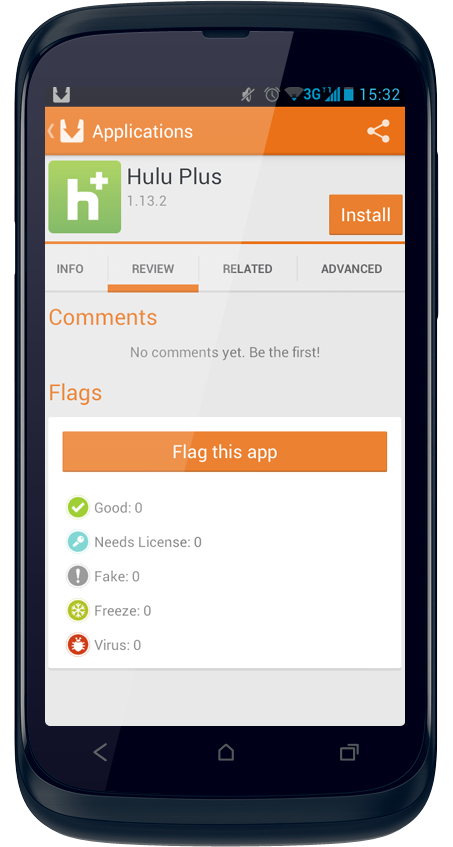 3G 15:32
Applications
h+
Hulu Plus
1.13.2
Install
INFO REVIEW RELATED ADVANCED
Comments
No comments yet. Be the first!
Flags
Flag this app
Good: 0
Needs License: 0
Fake: 0
Freeze: 0
Virus: 0